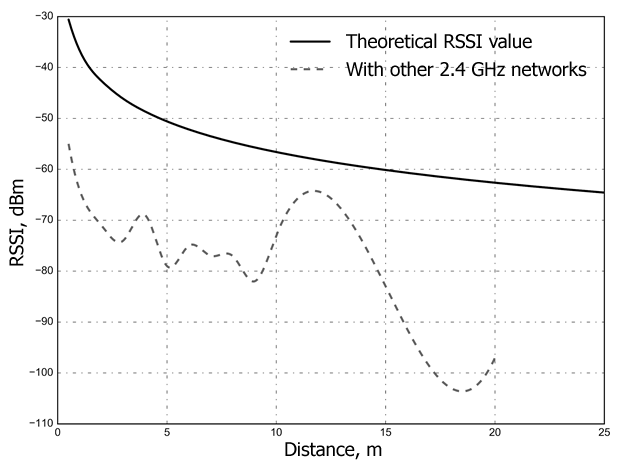 Theoretical RSSI value
With other 2.4 GHz networks
RSSI, dBm
−30
−40
−50
−60
−70
−80
−90
−100
−110
0 5 10 15 20 25
Distance, m